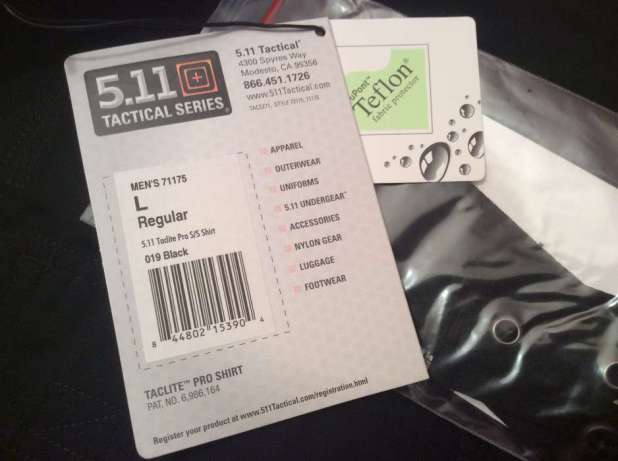 5.11
TACTICAL SERIES®
5.11 Tactical®
4300 Spyres Way
Modesto, CA 95356
866.451.1726
www.511Tactical.com
MEN'S 71175
L
Regular
5.11 Taclite Pro S/S Shirt
019 Black
8 44802 15390 4
APPAREL
OUTERWEAR
UNIFORMS
5.11 UNDERGEAR™
ACCESSORIES
NYLON GEAR
LUGGAGE
FOOTWEAR
TACLITE™ PRO SHIRT
PAT. NO. 6,986,164
Register your product at www.511Tactical.com/registration.html
Teflon®
fabric protector